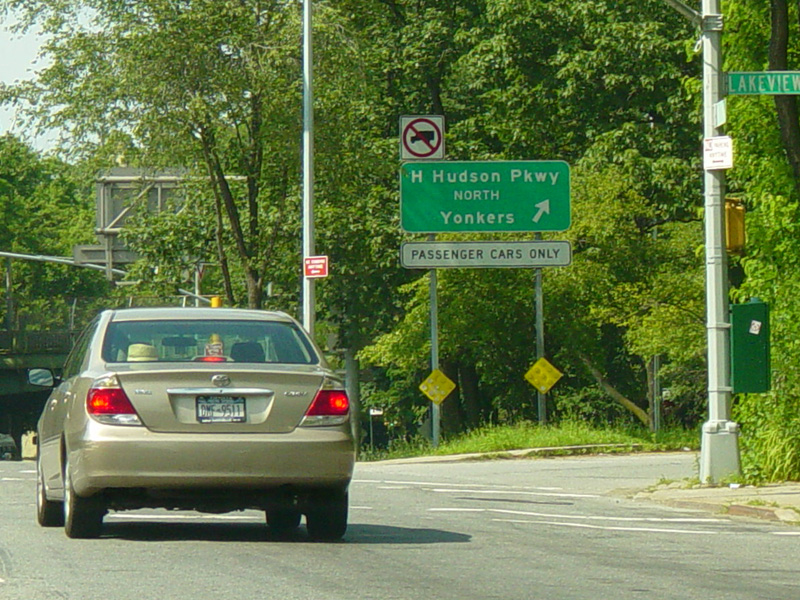 LAKEVIEW
H Hudson Pkwy
NORTH
Yonkers
PASSENGER CARS ONLY